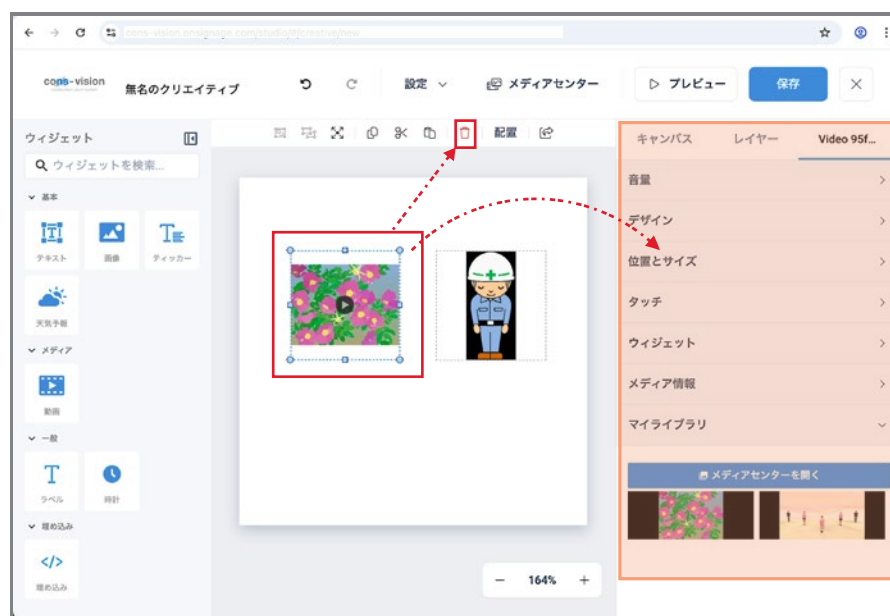 cons-vision.onsignage.com/studio/#/creative/new
cons-vision
無名のクリエイティブ
設定
メディアセンター
プレビュー
保存
ウィジェット
配置
キャンバス
レイヤー
Video 95f...
ウィジェットを検索...
音量
基本
デザイン
テキスト
画像
ティッカー
位置とサイズ
タッチ
天気予報
ウィジェット
メディア
メディア情報
動画
マイライブラリ
一般
メディアセンターを開く
ラベル
時計
埋め込み
164%
埋め込み